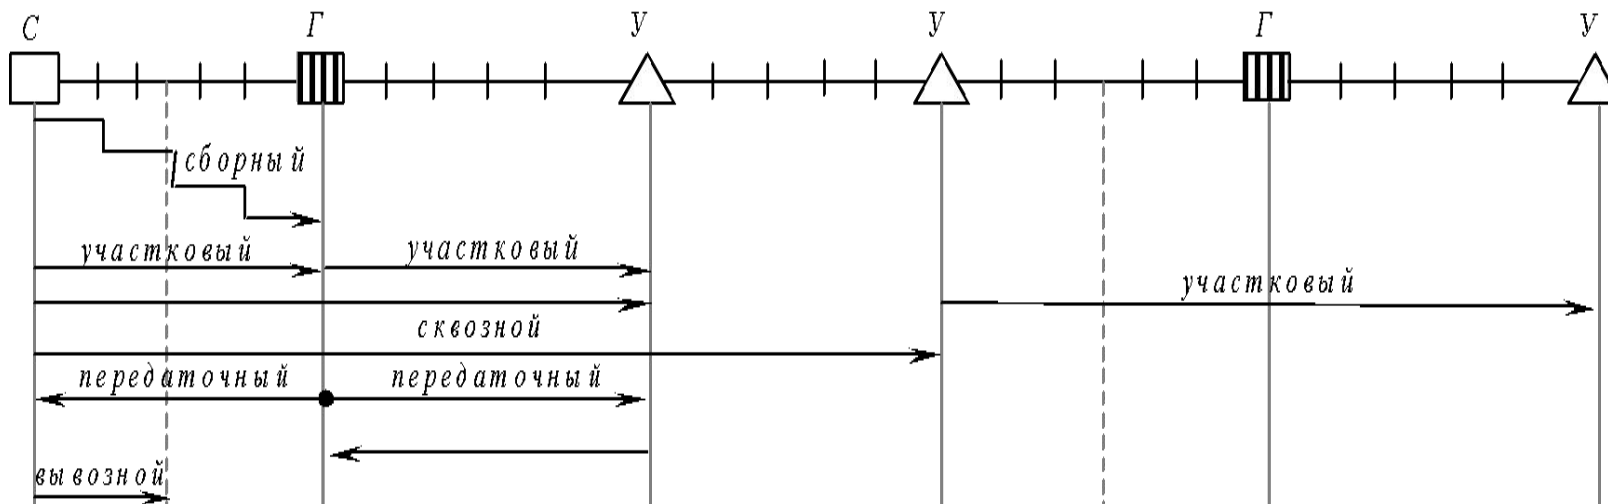 С Г У У Г У
сборный
участковый участковый
участковый
сквозной
передаточный передаточный
вывозной